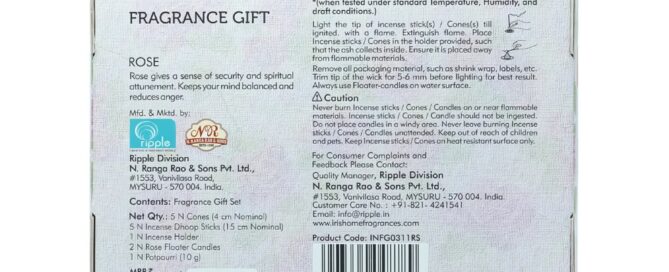 FRAGRANCE GIFT
ROSE
Rose gives a sense of security and spiritual
attunement. Keeps your mind balanced and
reduces anger.
Mfd. & Mktd. by:
ripple
NR
Ripple Division
N. Ranga Rao & Sons Pvt. Ltd.,
#1553, Vanivilasa Road,
MYSURU - 570 004. India.
Contents: Fragrance Gift Set
Net Qty.: 5 N Cones (4 cm Nominal)
5 N Incense Dhoop Sticks (15 cm Nominal)
1 N Incense Holder
2 N Rose Floater Candles
1 N Potpourri (10 g)
MRP ₹
*(when tested under standard Temperature, Humidity, and
draft conditions).
Light the tip of incense stick(s) / Cones(s) till
ignited. with a flame. Extinguish flame. Place
Incense sticks / Cones in the holder provided, such
that the ash collects inside. Ensure it is placed away
from flammable materials.
Remove all packaging material, such as shrink wrap, labels, etc.
Trim tip of the wick for 5-6 mm before lighting for best result.
Always use Floater-candles on water surface.
⚠ Caution
Never burn Incense sticks / Cones / Candles on or near flammable
materials. Incense sticks / Cones / Candle should not be ingested.
Do not place candles in a windy area. Never leave burning Incense
sticks / Cones / Candles unattended. Keep out of reach of children
and pets. Keep Incense sticks / Cones on heat resistant surface only.
For Consumer Complaints and
Feedback Please Contact:
Quality Manager, Ripple Division
N. Ranga Rao & Sons Pvt. Ltd.,
#1553, Vanivilasa Road, MYSURU - 570 004. India.
Customer Care No. : +91-821- 4241541
Email: info@ripple.in
www.irishomefragrances.com
Product Code: INFG0311RS